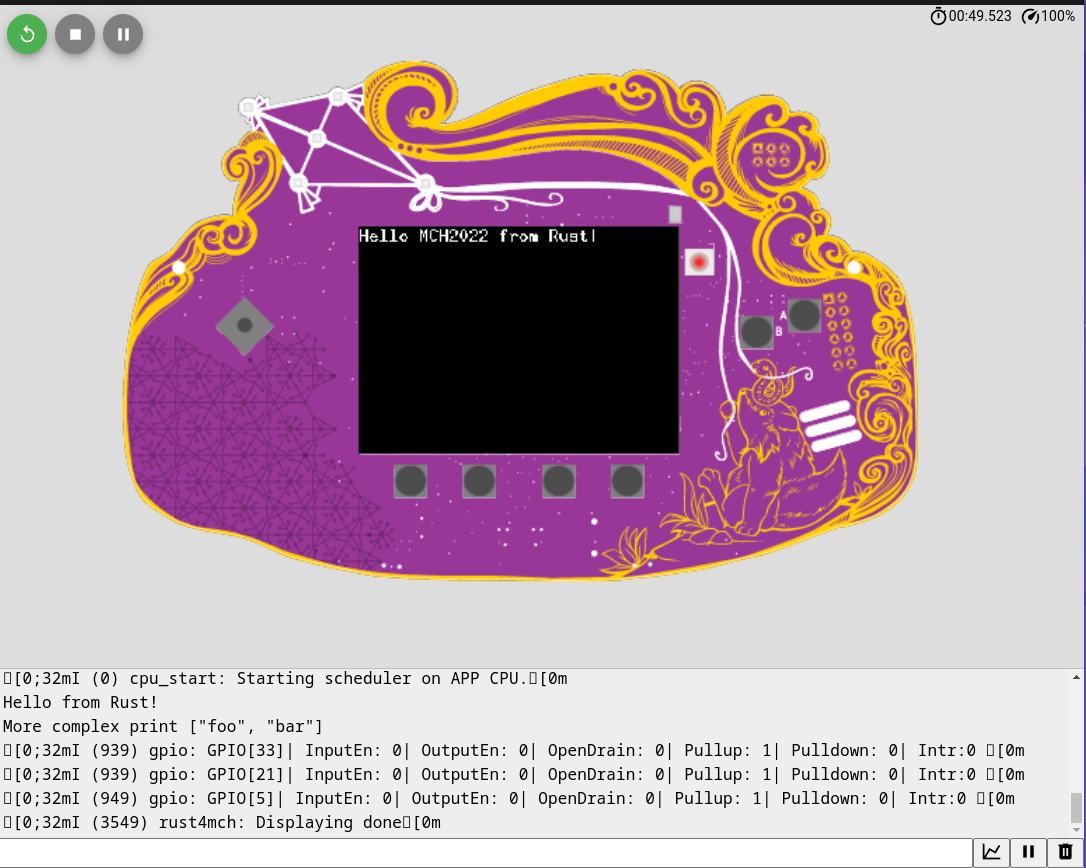 00:49.523 100%
Hello MCH2022 from Rust!
A
B
▯[0;32mI (0) cpu_start: Starting scheduler on APP CPU.▯[0m
Hello from Rust!
More complex print ["foo", "bar"]
▯[0;32mI (939) gpio: GPIO[33]| InputEn: 0| OutputEn: 0| OpenDrain: 0| Pullup: 1| Pulldown: 0| Intr:0 ▯[0m
▯[0;32mI (939) gpio: GPIO[21]| InputEn: 0| OutputEn: 0| OpenDrain: 0| Pullup: 1| Pulldown: 0| Intr:0 ▯[0m
▯[0;32mI (949) gpio: GPIO[5]| InputEn: 0| OutputEn: 0| OpenDrain: 0| Pullup: 1| Pulldown: 0| Intr:0 ▯[0m
▯[0;32mI (3549) rust4mch: Displaying done▯[0m